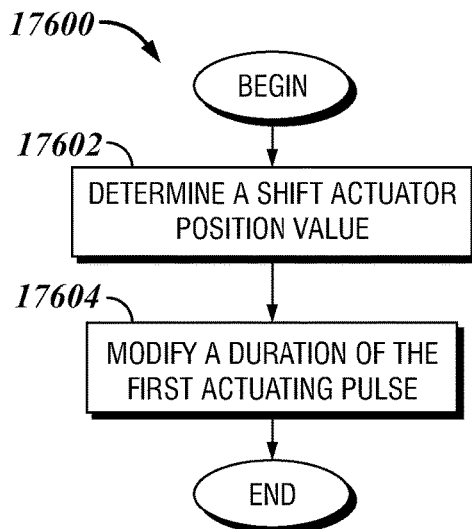 17600
BEGIN
17602
DETERMINE A SHIFT ACTUATOR
POSITION VALUE
17604
MODIFY A DURATION OF THE
FIRST ACTUATING PULSE
END